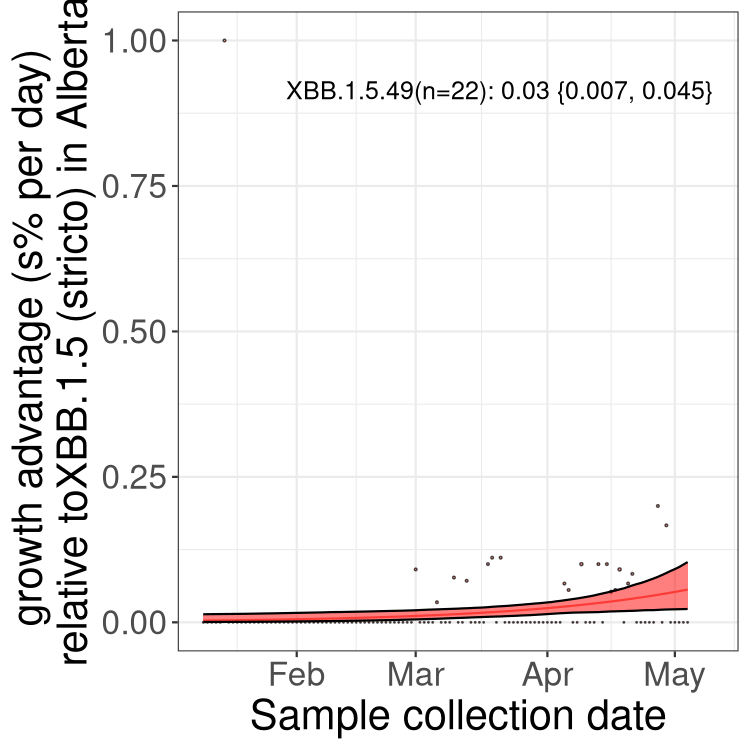 growth advantage (s% per day)
relative toXBB.1.5 (stricto) in Alberta
1.00
0.75
0.50
0.25
0.00
XBB.1.5.49(n=22): 0.03 {0.007, 0.045}
Feb Mar Apr May
Sample collection date